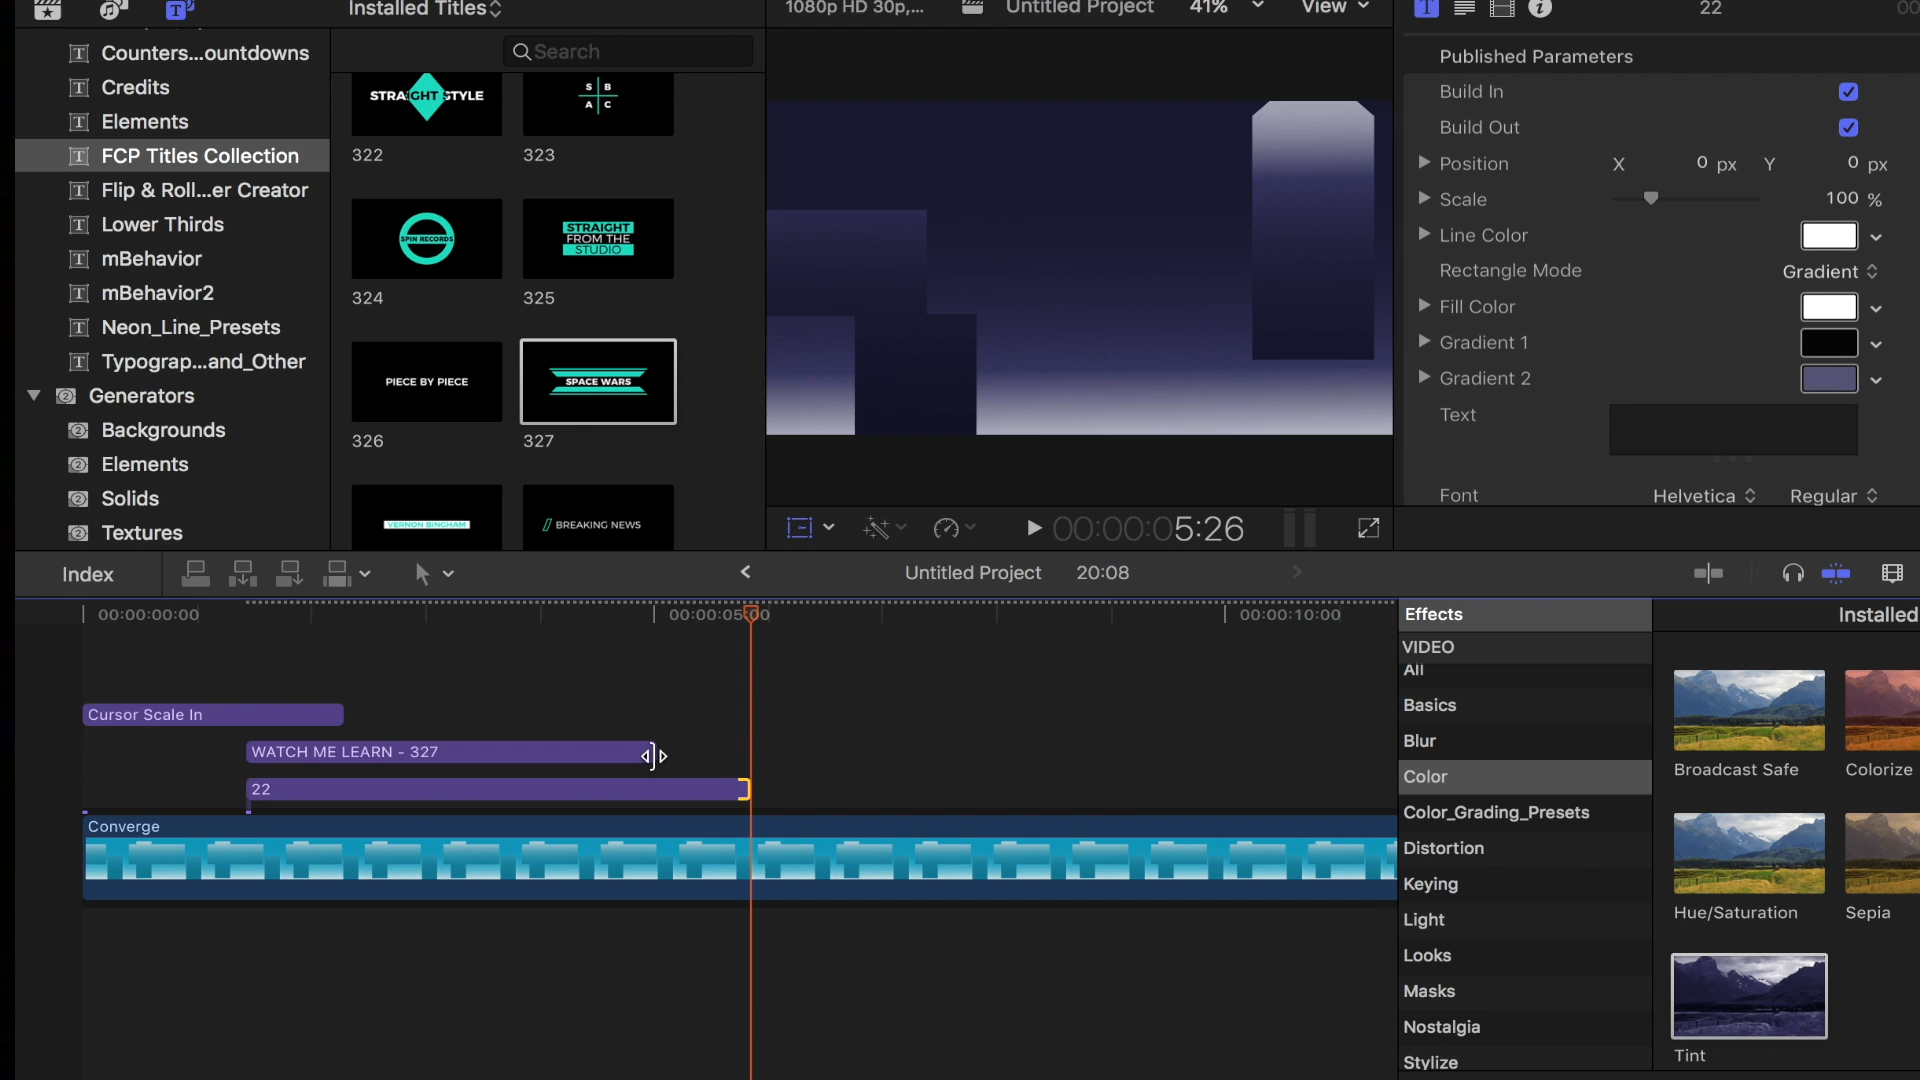 Installed Titles
1080p HD 30p,...
Untitled Project
41%
View
22
00
Counters...ountdowns
Credits
Elements
FCP Titles Collection
Flip & Roll...er Creator
Lower Thirds
mBehavior
mBehavior2
Neon_Line_Presets
Typograp...and_Other
Generators
Backgrounds
Elements
Solids
Textures
Search
STRAIGHT STYLE
S B
A C
322
323
SPIN RECORDS
STRAIGHT
FROM THE
STUDIO
324
325
PIECE BY PIECE
SPACE WARS
326
327
VERNON BINGHAM
BREAKING NEWS
00:00:05:26
Published Parameters
Build In
Build Out
Position X 0 px Y 0 px
Scale 100 %
Line Color
Rectangle Mode Gradient
Fill Color
Gradient 1
Gradient 2
Text
Font Helvetica Regular
Index
Untitled Project 20:08
00:00:00:00
00:00:05:00
00:00:10:00
Cursor Scale In
WATCH ME LEARN - 327
22
Converge
Effects
Installed
VIDEO
All
Basics
Blur
Color
Color_Grading_Presets
Distortion
Keying
Light
Looks
Masks
Nostalgia
Stylize
Broadcast Safe
Colorize
Hue/Saturation
Sepia
Tint